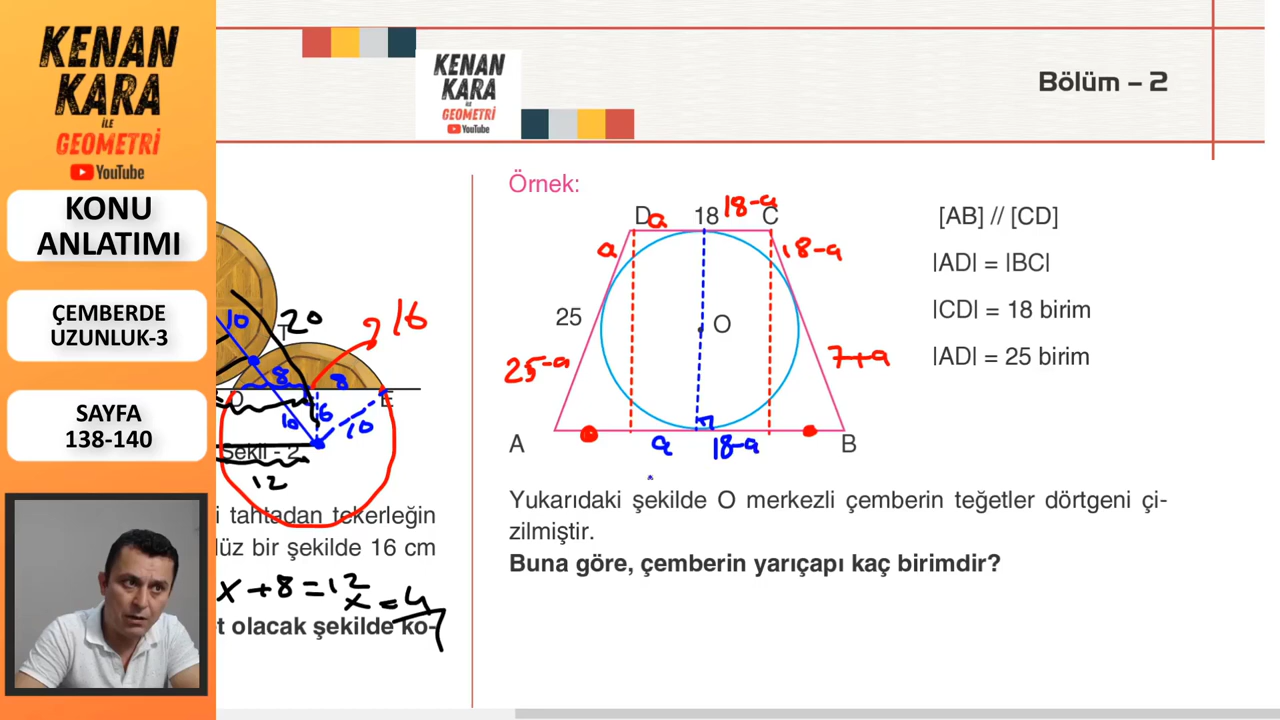 KENAN
KARA
İLE
GEOMETRİ
YouTube
KONU
ANLATIMI
ÇEMBERDE
UZUNLUK-3
SAYFA
138-140
KENAN
KARA
İLE
GEOMETRİ
YouTube
Bölüm – 2
10
T
20
16
8
8
E
10
6
10
Şekil - 2
12
i tahtadan tekerleğin
lüz bir şekilde 16 cm
x + 8 = 12
x = 4
t olacak şekilde ko-
Örnek:
D a 18 18-a C
a 18-a
25 O
25-a 7+a
A a 18-a B
[AB] // [CD]
|AD| = |BC|
|CD| = 18 birim
|AD| = 25 birim
Yukarıdaki şekilde O merkezli çemberin teğetler dörtgeni çi-
zilmiştir.
Buna göre, çemberin yarıçapı kaç birimdir?